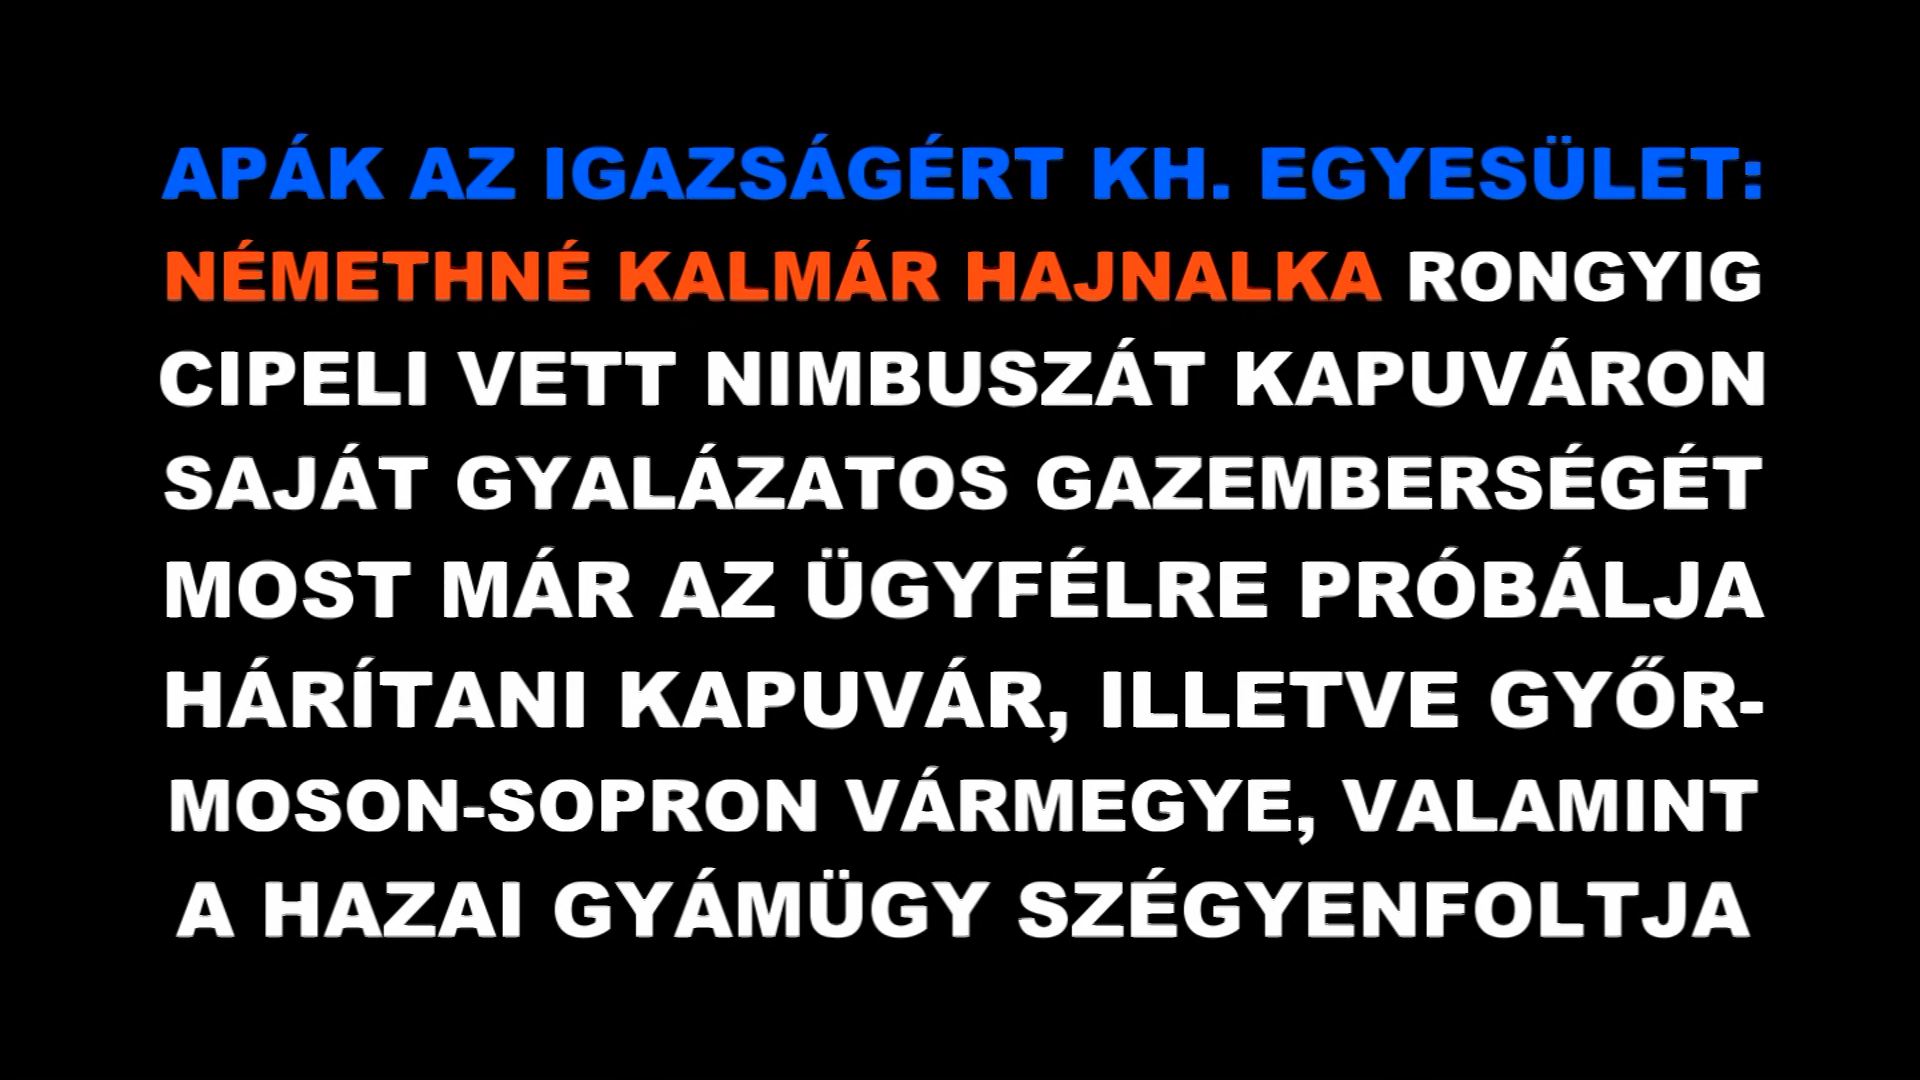 APÁK AZ IGAZSÁGÉRT KH. EGYESÜLET:
NÉMETHNÉ KALMÁR HAJNALKA RONGYIG
CIPELI VETT NIMBUSZÁT KAPUVÁRON
SAJÁT GYALÁZATOS GAZEMBERSÉGÉT
MOST MÁR AZ ÜGYFÉLRE PRÓBÁLJA
HÁRÍTANI KAPUVÁR, ILLETVE GYŐR-
MOSON-SOPRON VÁRMEGYE, VALAMINT
A HAZAI GYÁMÜGY SZÉGYENFOLTJA